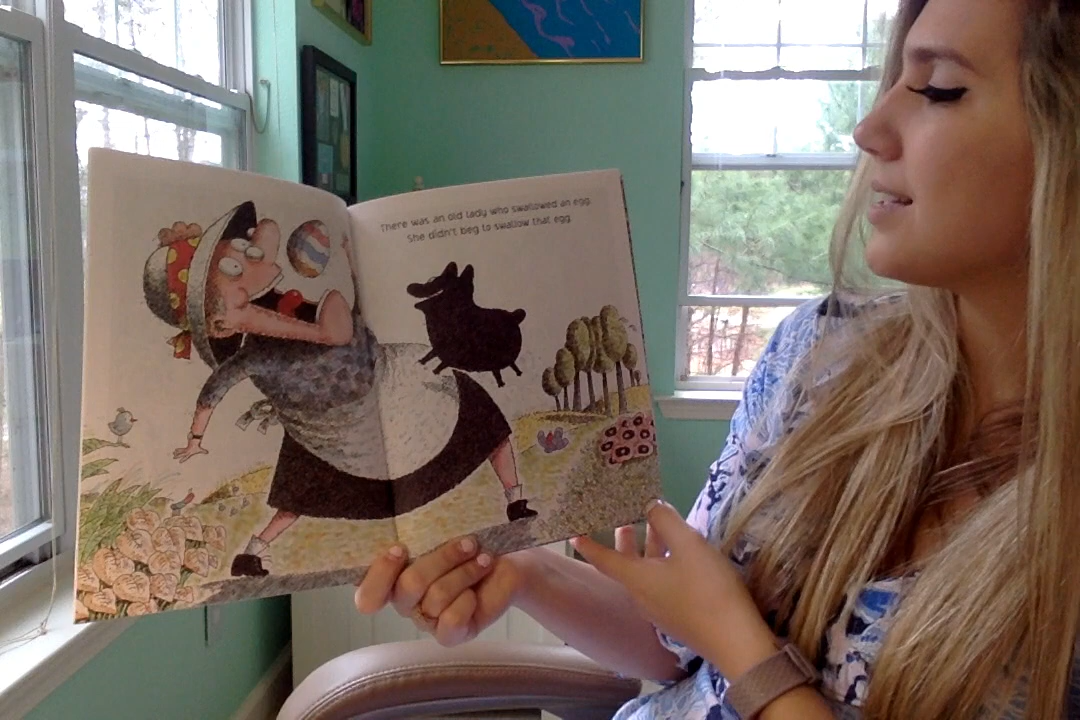 There was an old lady who swallowed an egg.
She didn't beg to swallow that egg.